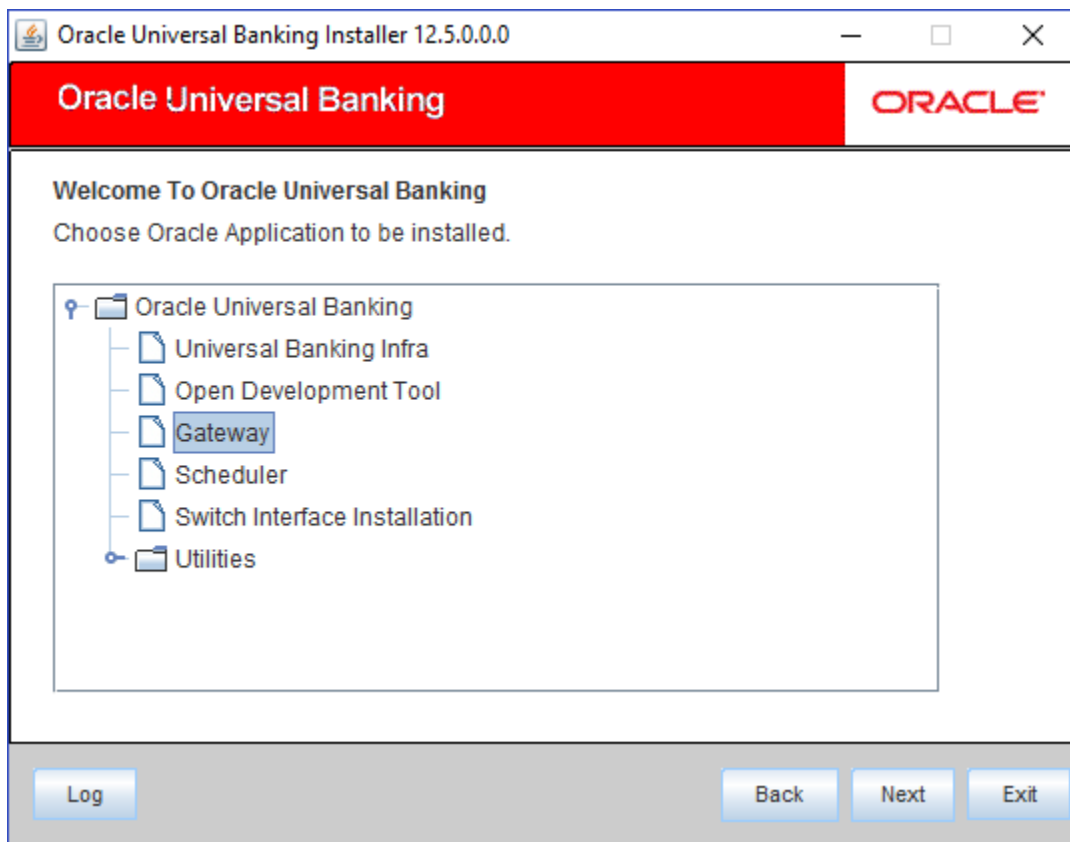 Oracle Universal Banking Installer 12.5.0.0.0
Oracle Universal Banking
ORACLE
Welcome To Oracle Universal Banking
Choose Oracle Application to be installed.
Oracle Universal Banking
Universal Banking Infra
Open Development Tool
Gateway
Scheduler
Switch Interface Installation
Utilities
Log
Back
Next
Exit